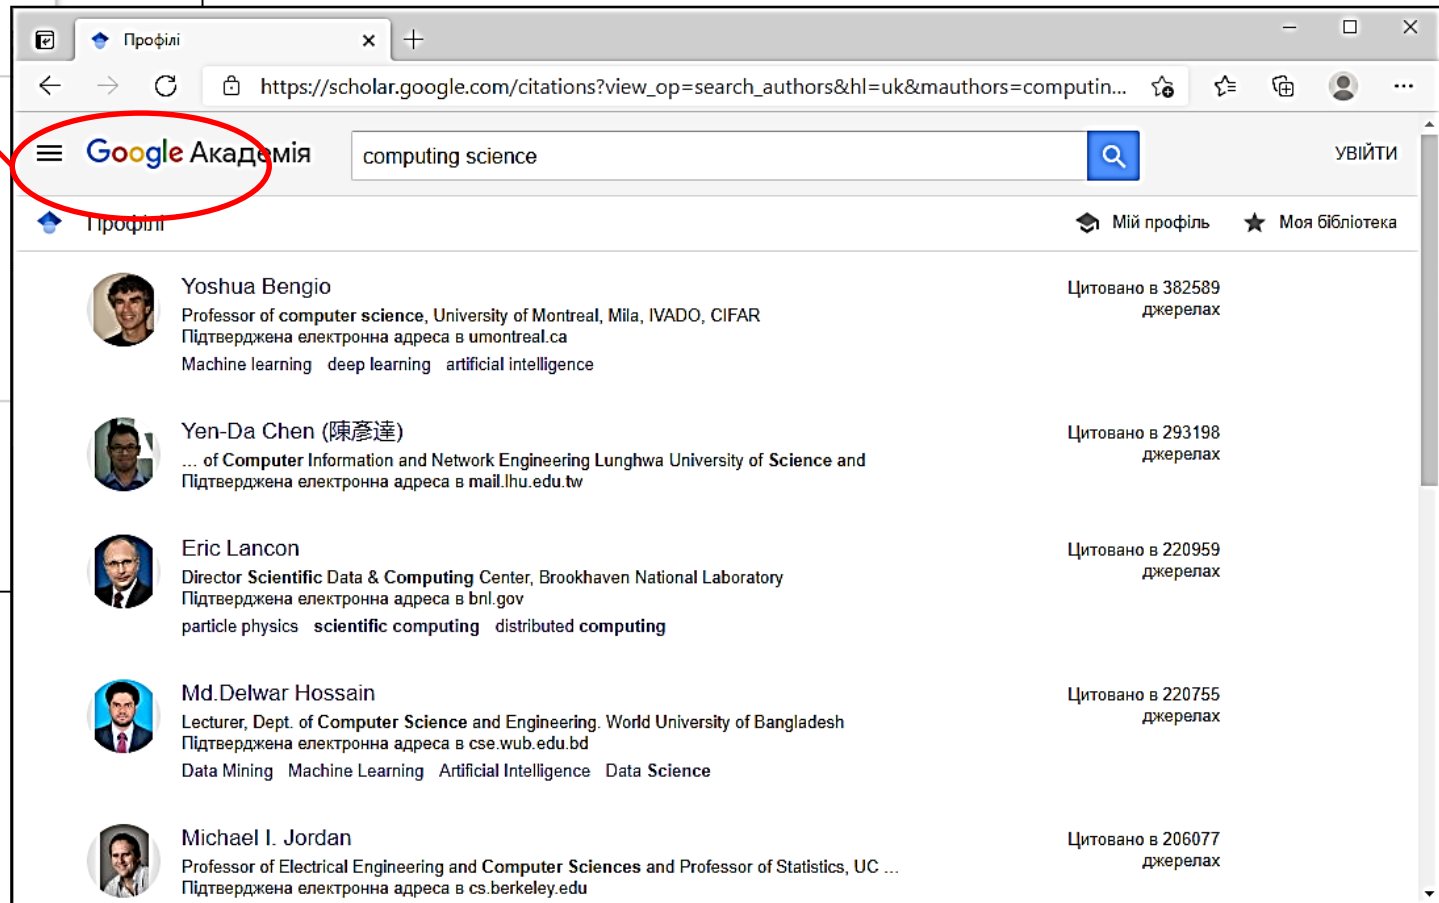 Профілі
https://scholar.google.com/citations?view_op=search_authors&hl=uk&mauthors=computin...
Google Академія
computing science
УВІЙТИ
Профілі
Мій профіль
Моя бібліотека
Yoshua Bengio
Цитовано в 382589
джерелах
Professor of computer science, University of Montreal, Mila, IVADO, CIFAR
Підтверджена електронна адреса в umontreal.ca
Machine learning deep learning artificial intelligence
Yen-Da Chen (陳彥達)
Цитовано в 293198
джерелах
... of Computer Information and Network Engineering Lunghwa University of Science and
Підтверджена електронна адреса в mail.lhu.edu.tw
Eric Lancon
Цитовано в 220959
джерелах
Director Scientific Data & Computing Center, Brookhaven National Laboratory
Підтверджена електронна адреса в bnl.gov
particle physics scientific computing distributed computing
Md.Delwar Hossain
Цитовано в 220755
джерелах
Lecturer, Dept. of Computer Science and Engineering. World University of Bangladesh
Підтверджена електронна адреса в cse.wub.edu.bd
Data Mining Machine Learning Artificial Intelligence Data Science
Michael I. Jordan
Цитовано в 206077
джерелах
Professor of Electrical Engineering and Computer Sciences and Professor of Statistics, UC ...
Підтверджена електронна адреса в cs.berkeley.edu